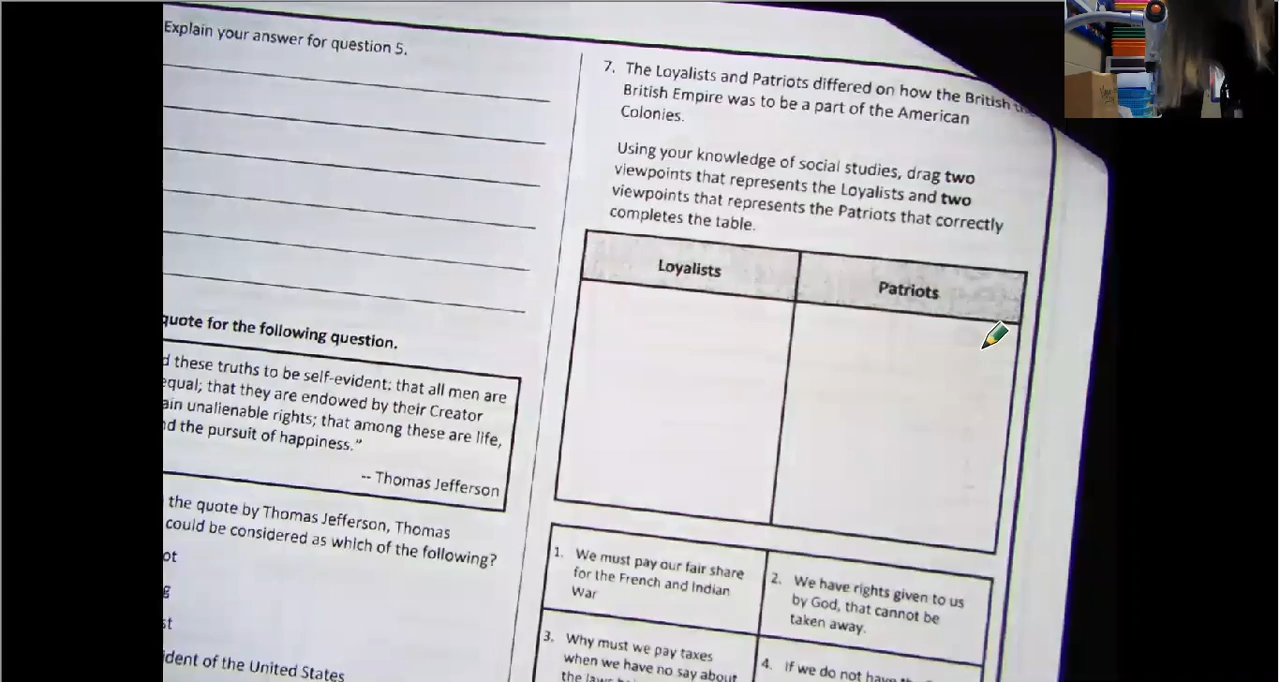 Explain your answer for question 5.
quote for the following question.
these truths to be self-evident: that all men are
equal; that they are endowed by their Creator
unalienable rights; that among these are life,
the pursuit of happiness."
-- Thomas Jefferson
the quote by Thomas Jefferson, Thomas
could be considered as which of the following?
of the United States
7. The Loyalists and Patriots differed on how the British
British Empire was to be a part of the American
Colonies.
Using your knowledge of social studies, drag two
viewpoints that represents the Loyalists and two
viewpoints that represents the Patriots that correctly
completes the table.
Loyalists
Patriots
1. We must pay our fair share
for the French and Indian
War
2. We have rights given to us
by God, that cannot be
taken away.
3. Why must we pay taxes
when we have no say about
the laws
4. If we do not have